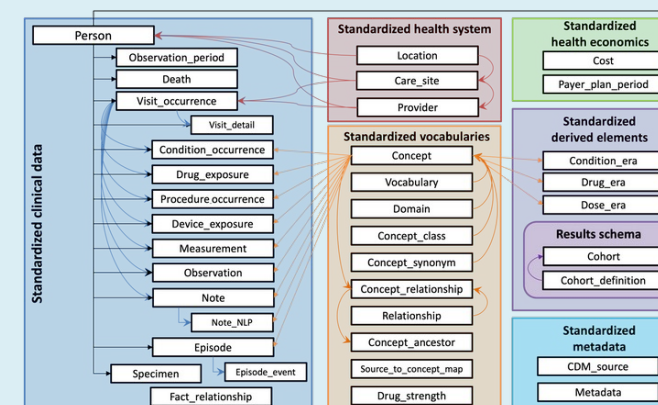 Standardized clinical data
Person
Observation_period
Death
Visit_occurrence
Visit_detail
Condition_occurrence
Drug_exposure
Procedure_occurrence
Device_exposure
Measurement
Observation
Note
Note_NLP
Episode
Specimen
Episode_event
Fact_relationship
Standardized health system
Location
Care_site
Provider
Standardized vocabularies
Concept
Vocabulary
Domain
Concept_class
Concept_synonym
Concept_relationship
Relationship
Concept_ancestor
Source_to_concept_map
Drug_strength
Standardized
health economics
Cost
Payer_plan_period
Standardized
derived elements
Condition_era
Drug_era
Dose_era
Results schema
Cohort
Cohort_definition
Standardized
metadata
CDM_source
Metadata